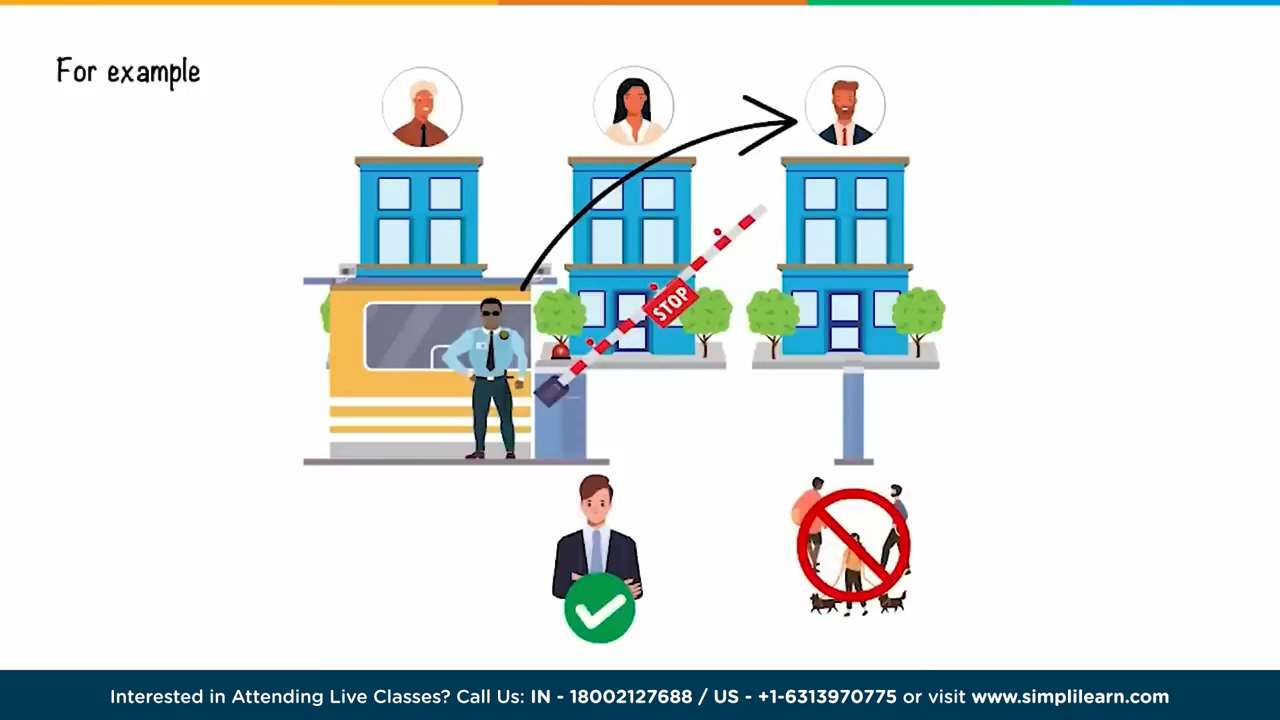 For example
STOP
Interested in Attending Live Classes? Call Us: IN - 18002127688 / US - +1-6313970775 or visit www.simplilearn.com